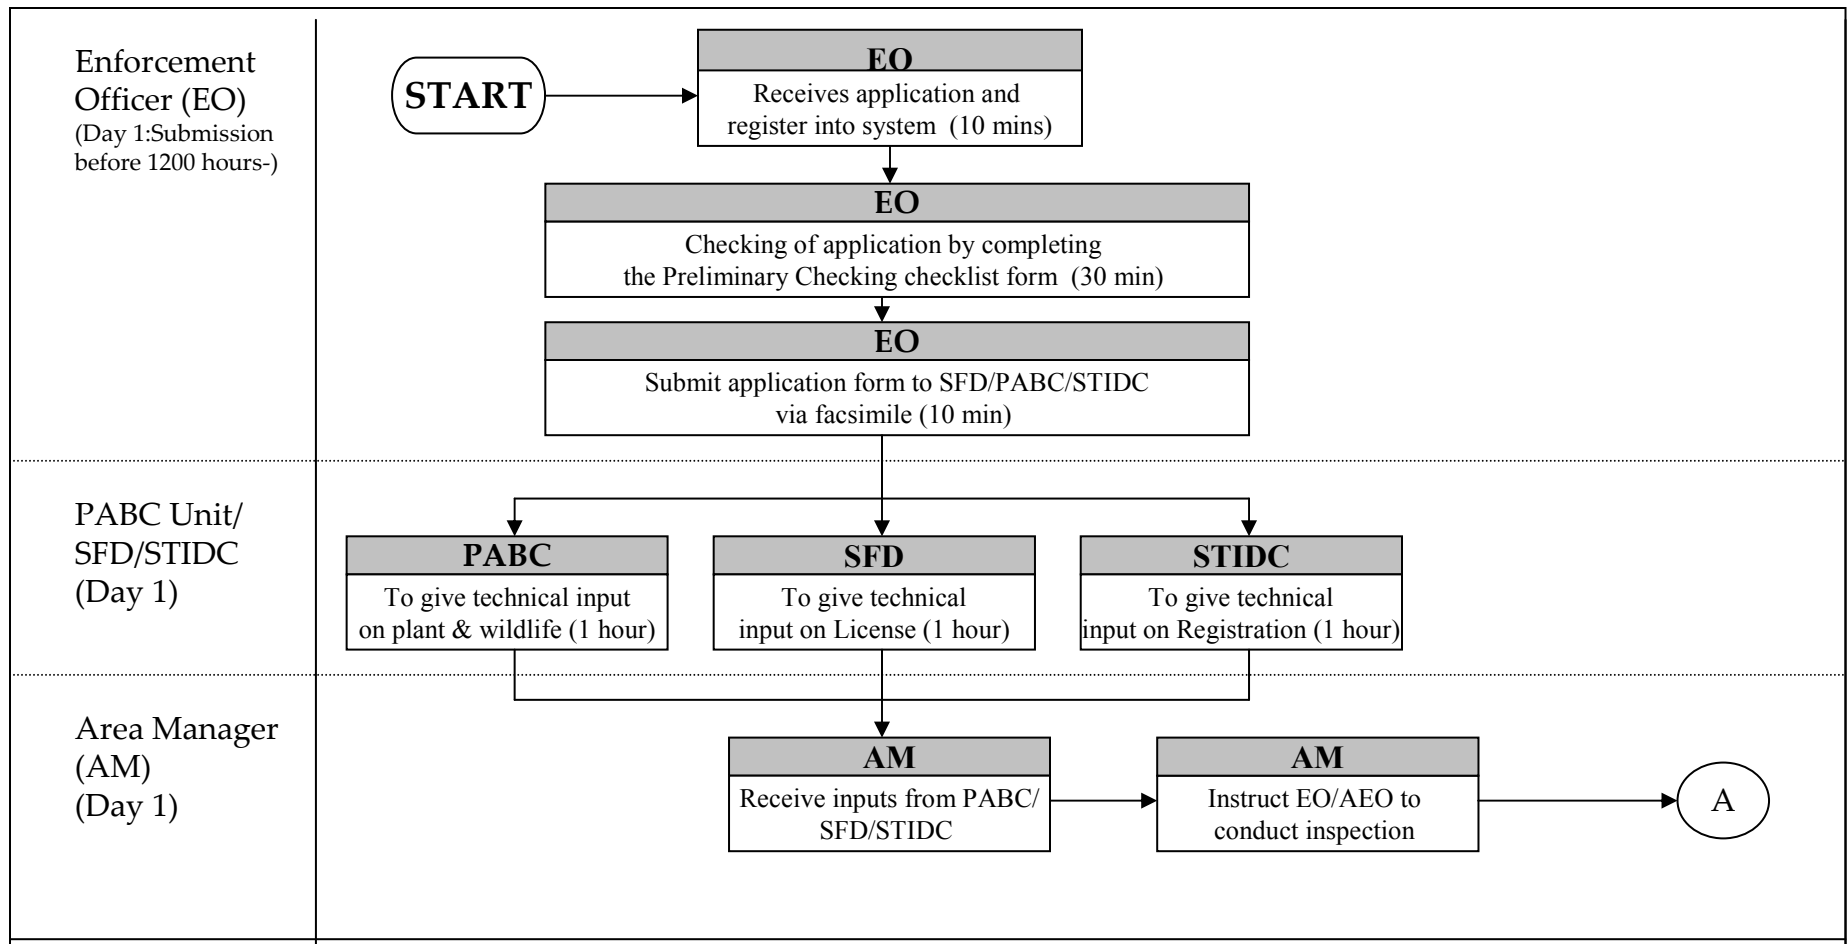 Enforcement
Officer (EO)
(Day 1:Submission
before 1200 hours-)
START
EO
Receives application and
register into system (10 mins)
EO
Checking of application by completing
the Preliminary Checking checklist form (30 min)
EO
Submit application form to SFD/PABC/STIDC
via facsimile (10 min)
PABC Unit/
SFD/STIDC
(Day 1)
PABC
To give technical input
on plant & wildlife (1 hour)
SFD
To give technical
input on License (1 hour)
STIDC
To give technical
input on Registration (1 hour)
Area Manager
(AM)
(Day 1)
AM
Receive inputs from PABC/
SFD/STIDC
AM
Instruct EO/AEO to
conduct inspection
A